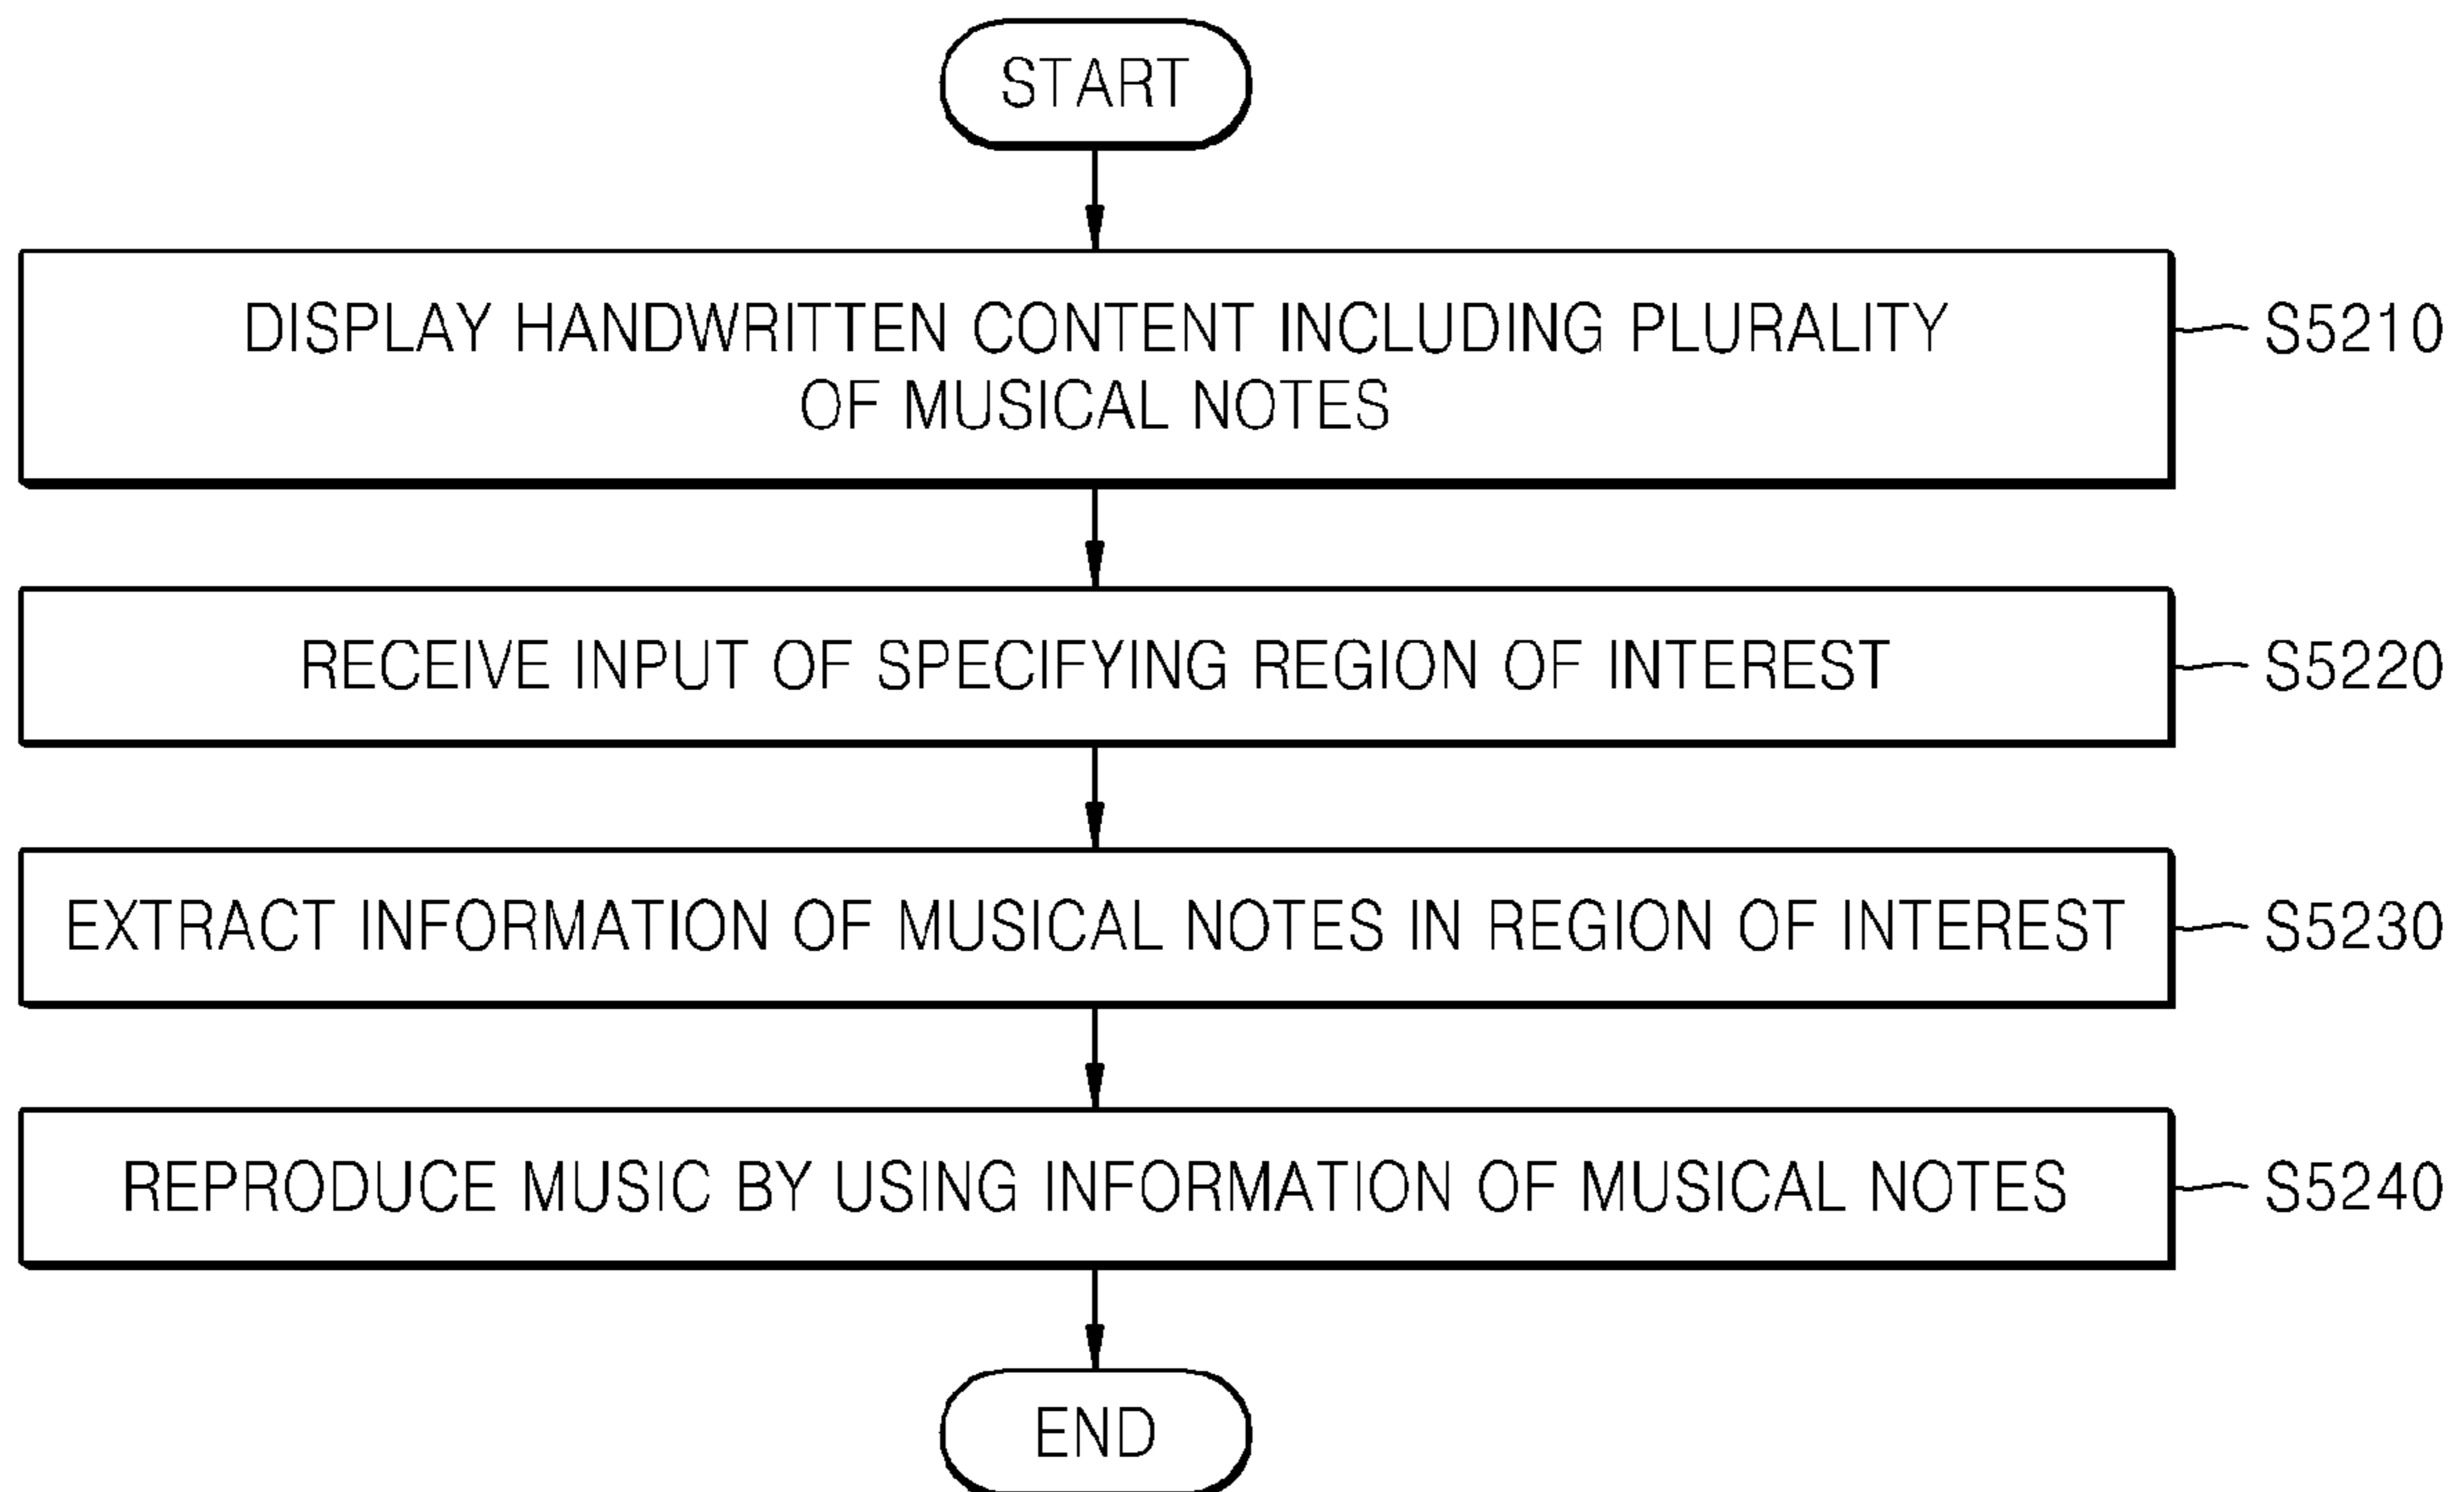 START
DISPLAY HANDWRITTEN CONTENT INCLUDING PLURALITY
OF MUSICAL NOTES
S5210
RECEIVE INPUT OF SPECIFYING REGION OF INTEREST
S5220
EXTRACT INFORMATION OF MUSICAL NOTES IN REGION OF INTEREST
S5230
REPRODUCE MUSIC BY USING INFORMATION OF MUSICAL NOTES
S5240
END